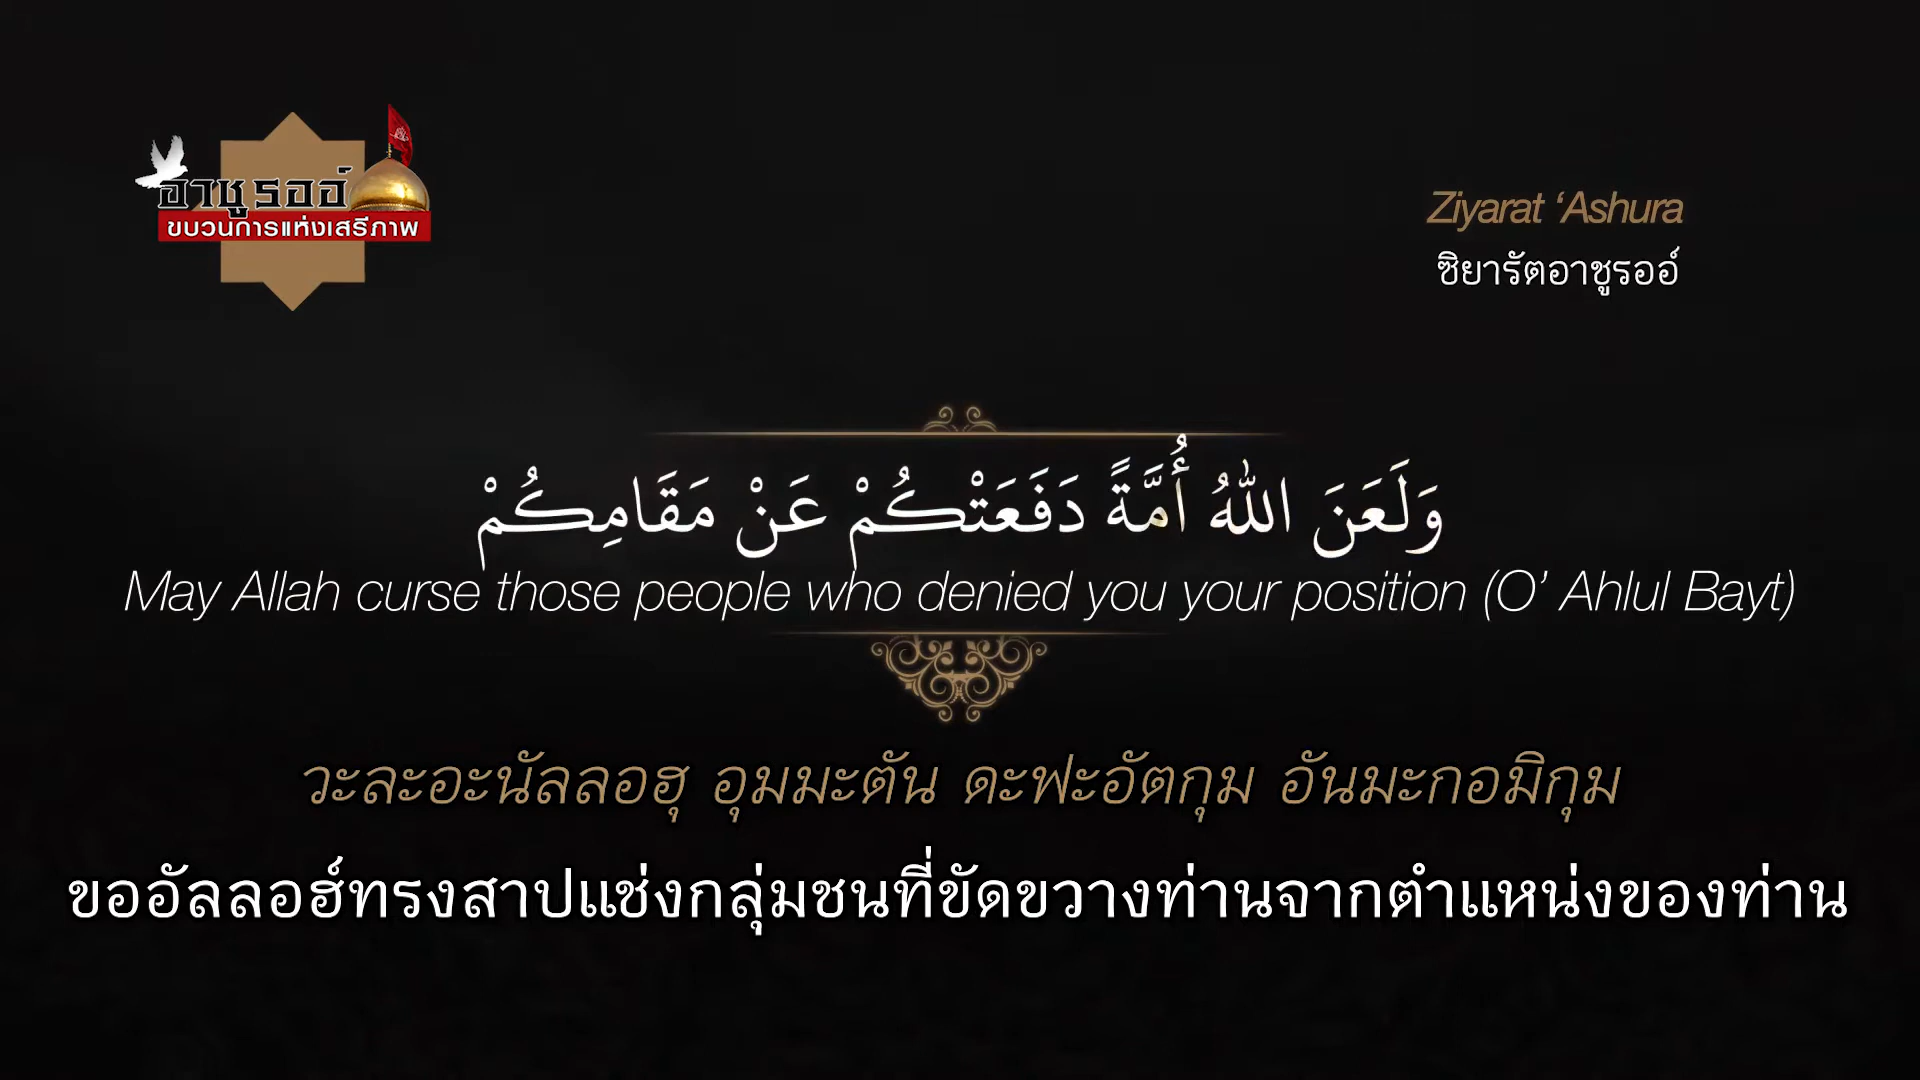 อาชูรออ์
ขบวนการแห่งเสรีภาพ
Ziyarat ‘Ashura
ซิยารัตอาชูรออ์
وَلَعَنَ اللهُ أُمَّةً دَفَعَتْكُمْ عَنْ مَقَامِكُمْ
May Allah curse those people who denied you your position (O’ Ahlul Bayt)
วะละอะนัลลอฮุ อุมมะตัน ดะฟะอัตกุม อันมะกอมิกุม
ขออัลลอฮ์ทรงสาปแช่งกลุ่มชนที่ขัดขวางท่านจากตำแหน่งของท่าน